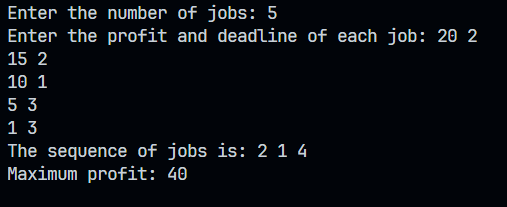 Enter the number of jobs: 5
Enter the profit and deadline of each job: 20 2
15 2
10 1
5 3
1 3
The sequence of jobs is: 2 1 4
Maximum profit: 40